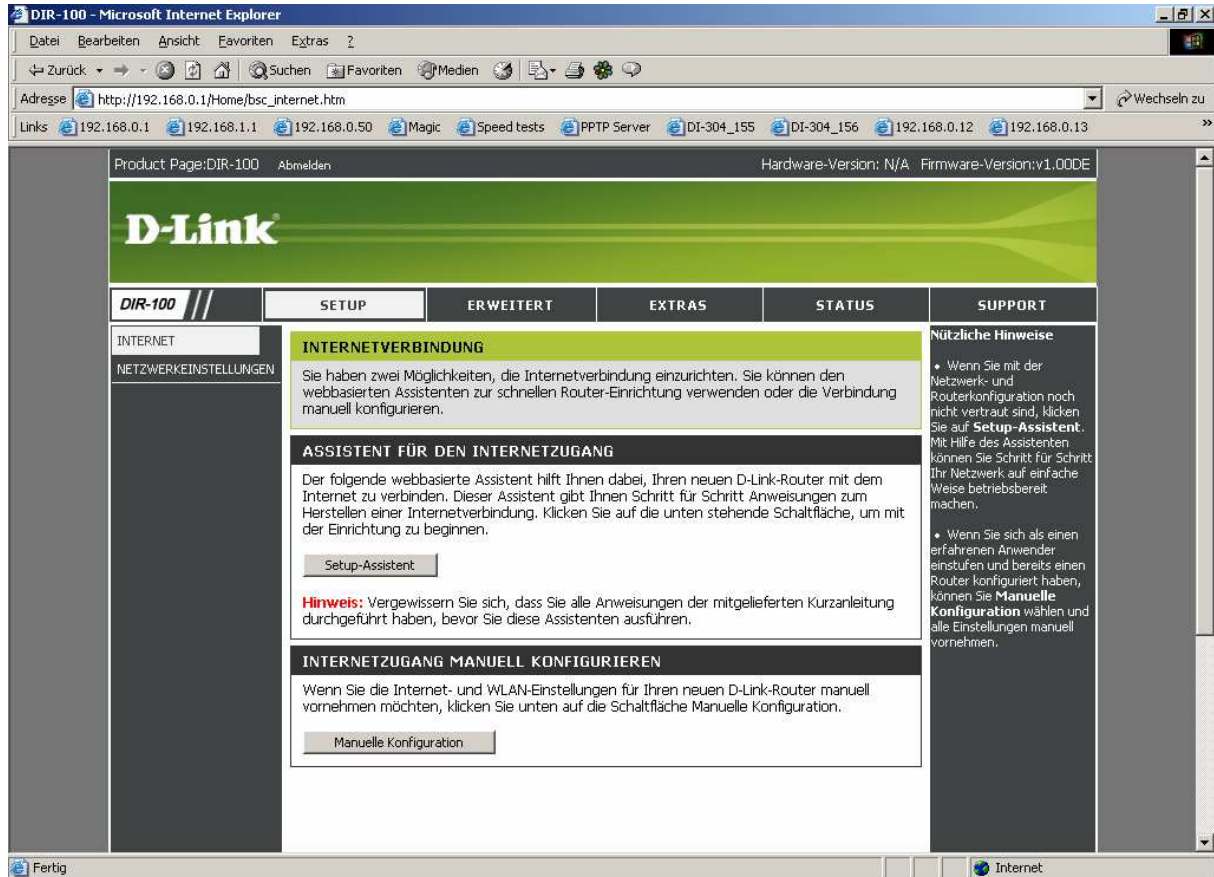 DIR-100 - Microsoft Internet Explorer
Datei Bearbeiten Ansicht Favoriten Extras ?
Zurück Suchen Favoriten Medien
Adresse http://192.168.0.1/Home/bsc_internet.htm Wechseln zu
Links 192.168.0.1 192.168.1.1 192.168.0.50 Magic Speed tests PPTP Server DI-304_155 DI-304_156 192.168.0.12 192.168.0.13 »
Product Page:DIR-100 Abmelden Hardware-Version: N/A Firmware-Version:v1.00DE
D-Link®
DIR-100 SETUP ERWEITERT EXTRAS STATUS SUPPORT
INTERNET
NETZWERKEINSTELLUNGEN
INTERNETVERBINDUNG
Sie haben zwei Möglichkeiten, die Internetverbindung einzurichten. Sie können den
webbasierten Assistenten zur schnellen Router-Einrichtung verwenden oder die Verbindung
manuell konfigurieren.
ASSISTENT FÜR DEN INTERNETZUGANG
Der folgende webbasierte Assistent hilft Ihnen dabei, Ihren neuen D-Link-Router mit dem
Internet zu verbinden. Dieser Assistent gibt Ihnen Schritt für Schritt Anweisungen zum
Herstellen einer Internetverbindung. Klicken Sie auf die unten stehende Schaltfläche, um mit
der Einrichtung zu beginnen.
Setup-Assistent
Hinweis: Vergewissern Sie sich, dass Sie alle Anweisungen der mitgelieferten Kurzanleitung
durchgeführt haben, bevor Sie diese Assistenten ausführen.
INTERNETZUGANG MANUELL KONFIGURIEREN
Wenn Sie die Internet- und WLAN-Einstellungen für Ihren neuen D-Link-Router manuell
vornehmen möchten, klicken Sie unten auf die Schaltfläche Manuelle Konfiguration.
Manuelle Konfiguration
Nützliche Hinweise
• Wenn Sie mit der
Netzwerk- und
Routerkonfiguration noch
nicht vertraut sind, klicken
Sie auf Setup-Assistent.
Mit Hilfe des Assistenten
können Sie Schritt für Schritt
Ihr Netzwerk auf einfache
Weise betriebsbereit
machen.
• Wenn Sie sich als einen
erfahrenen Anwender
einstufen und bereits einen
Router konfiguriert haben,
können Sie Manuelle
Konfiguration wählen und
alle Einstellungen manuell
vornehmen.
Fertig Internet